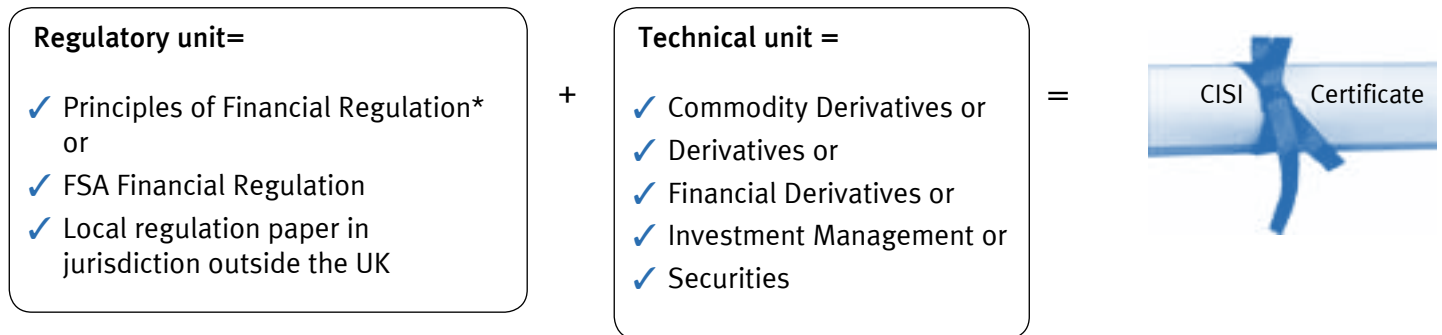 Regulatory unit=
✓ Principles of Financial Regulation*
or
✓ FSA Financial Regulation
✓ Local regulation paper in
jurisdiction outside the UK
+
Technical unit =
✓ Commodity Derivatives or
✓ Derivatives or
✓ Financial Derivatives or
✓ Investment Management or
✓ Securities
=
CISI Certificate